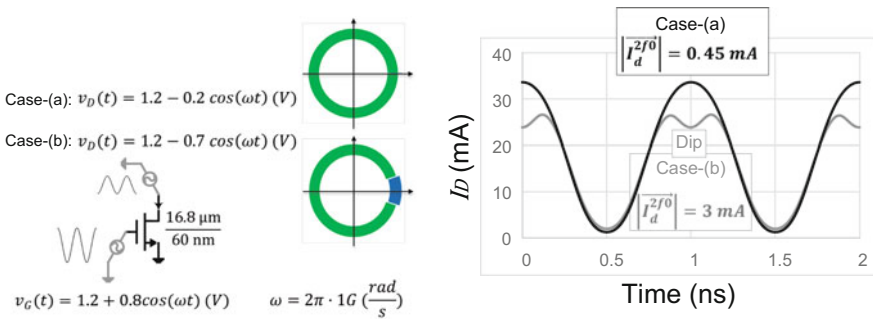 Case-(a): v_D(t) = 1.2 − 0.2 cos(ωt) (V)
Case-(b): v_D(t) = 1.2 − 0.7 cos(ωt) (V)
16.8 μm
60 nm
v_G(t) = 1.2 + 0.8cos(ωt) (V)
ω = 2π · 1G (rad/s)
Case-(a)
|I_d^{2f0}| = 0.45 mA
40
30
20
10
0
I_D (mA)
Dip
Case-(b)
|I_d^{2f0}| = 3 mA
0
0.5
1
1.5
2
Time (ns)